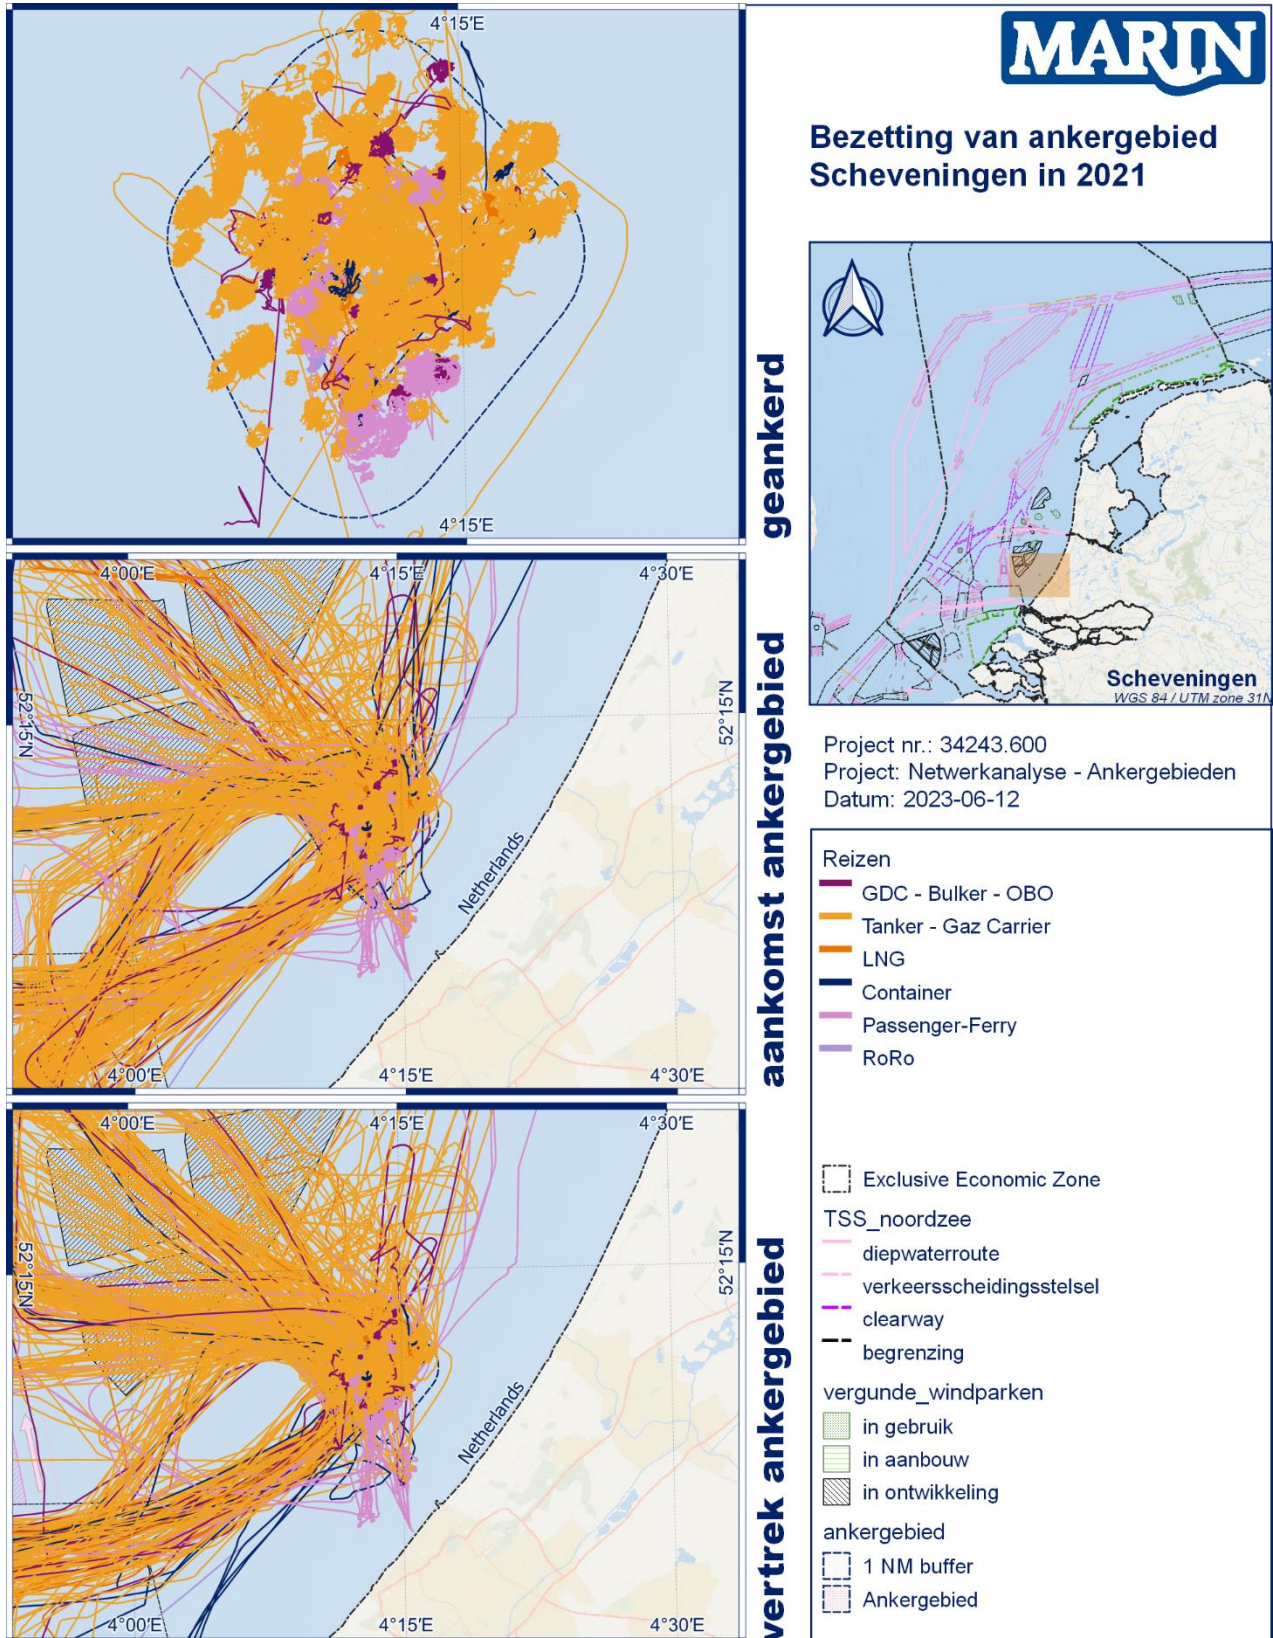 4°15'E
4°15'E
geankerd
4°00'E
4°15'E
4°30'E
52°15'N
52°15'N
Netherlands
4°00'E
4°15'E
4°30'E
aankomst ankergebied
4°00'E
4°15'E
4°30'E
52°15'N
52°15'N
Netherlands
4°00'E
4°15'E
4°30'E
vertrek ankergebied
MARIN
Bezetting van ankergebied
Scheveningen in 2021
Scheveningen
WGS 84 / UTM zone 31N
Project nr.: 34243.600
Project: Netwerkanalyse - Ankergebieden
Datum: 2023-06-12
Reizen
GDC - Bulker - OBO
Tanker - Gaz Carrier
LNG
Container
Passenger-Ferry
RoRo
Exclusive Economic Zone
TSS_noordzee
diepwaterroute
verkeersscheidingsstelsel
clearway
begrenzing
vergunde_windparken
in gebruik
in aanbouw
in ontwikkeling
ankergebied
1 NM buffer
Ankergebied